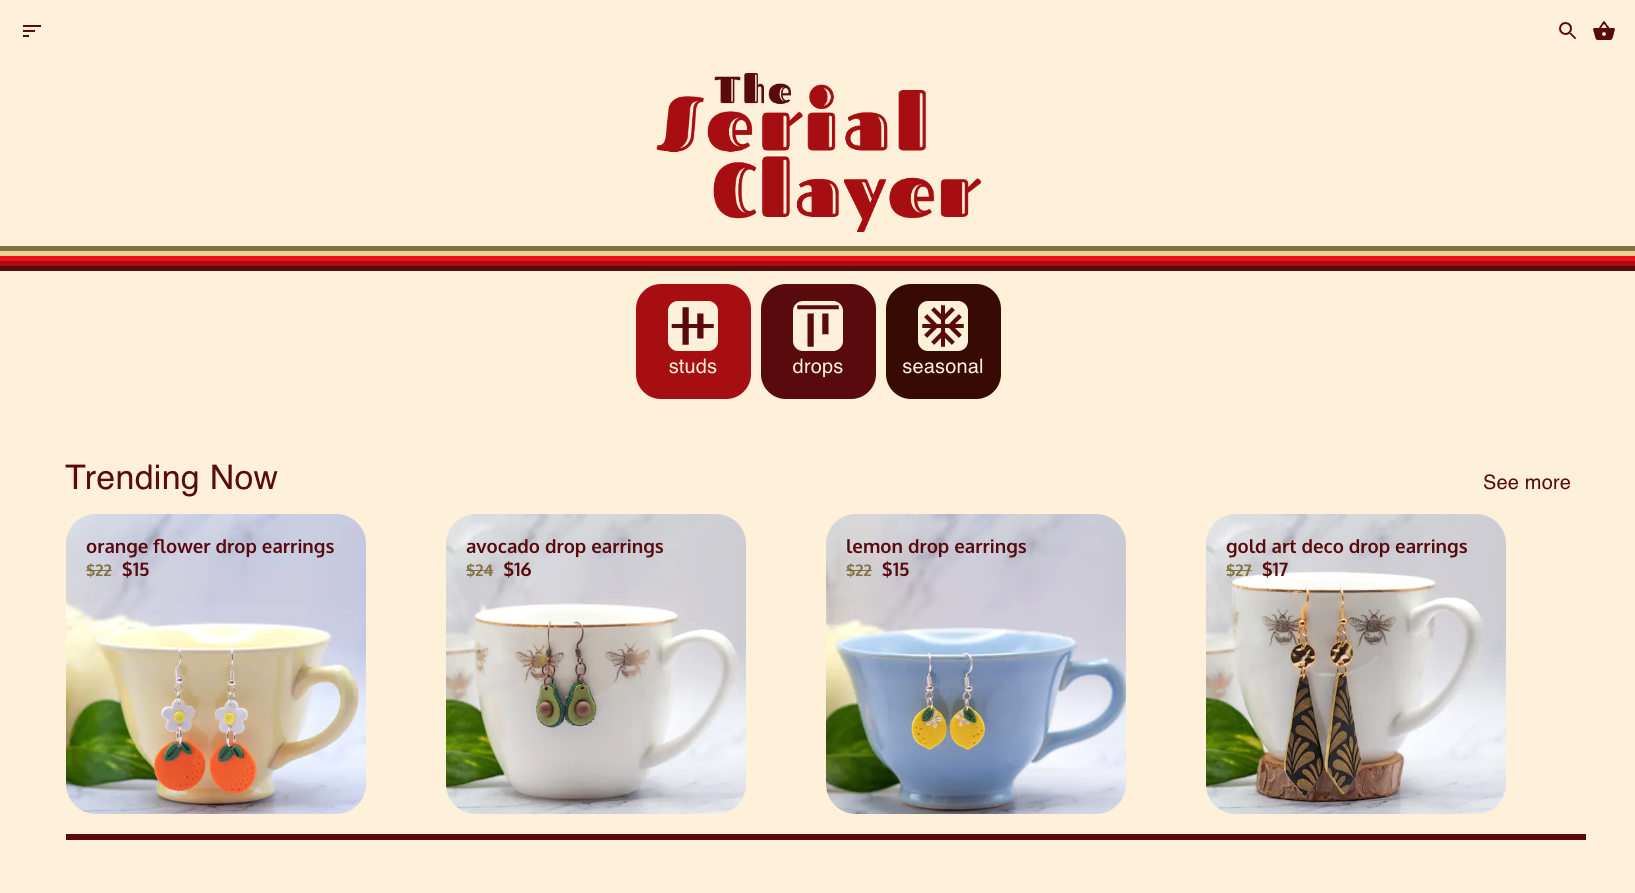 The
Serial
Clayer
studs
drops
seasonal
Trending Now
See more
orange flower drop earrings
$22 $15
avocado drop earrings
$24 $16
lemon drop earrings
$22 $15
gold art deco drop earrings
$27 $17